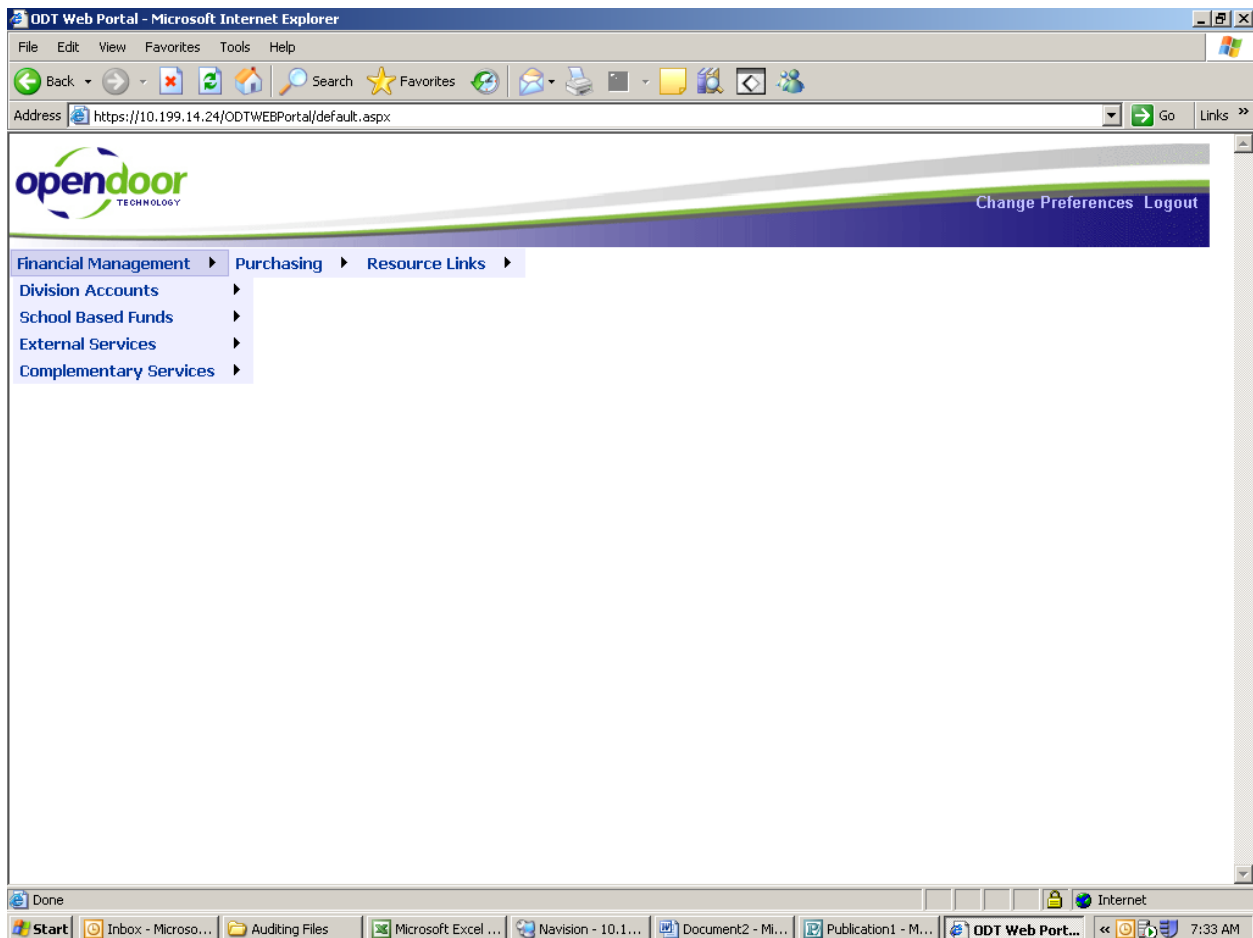 ODT Web Portal - Microsoft Internet Explorer
File Edit View Favorites Tools Help
Back Search Favorites
Address https://10.199.14.24/ODTWEBPortal/default.aspx Go Links »
opendoor
TECHNOLOGY
Change Preferences Logout
Financial Management Purchasing Resource Links
Division Accounts
School Based Funds
External Services
Complementary Services
Done Internet
Start Inbox - Microso... Auditing Files Microsoft Excel ... Navision - 10.1... Document2 - Mi... Publication1 - M... ODT Web Port... « 7:33 AM